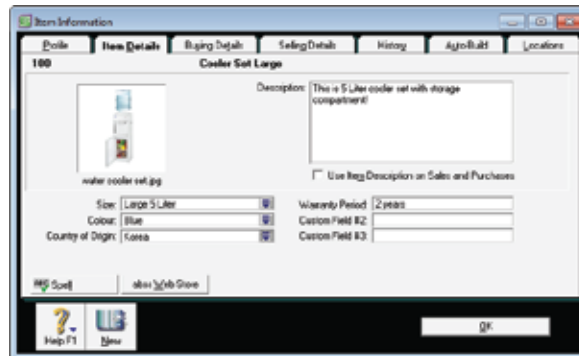 Item Information
Profile Item Details Buying Details Selling Details History Auto-Build Locations
100 Cooler Set Large
Description: This is 5 Liter cooler set with storage
compartment!
water cooler set.jpg
Use Item Description on Sales and Purchases
Size: Large 5 Liter Warranty Period: 2 years
Colour: Blue Custom Field #2:
Country of Origin: Korea Custom Field #3:
Spell Web Store
Help F1 New OK